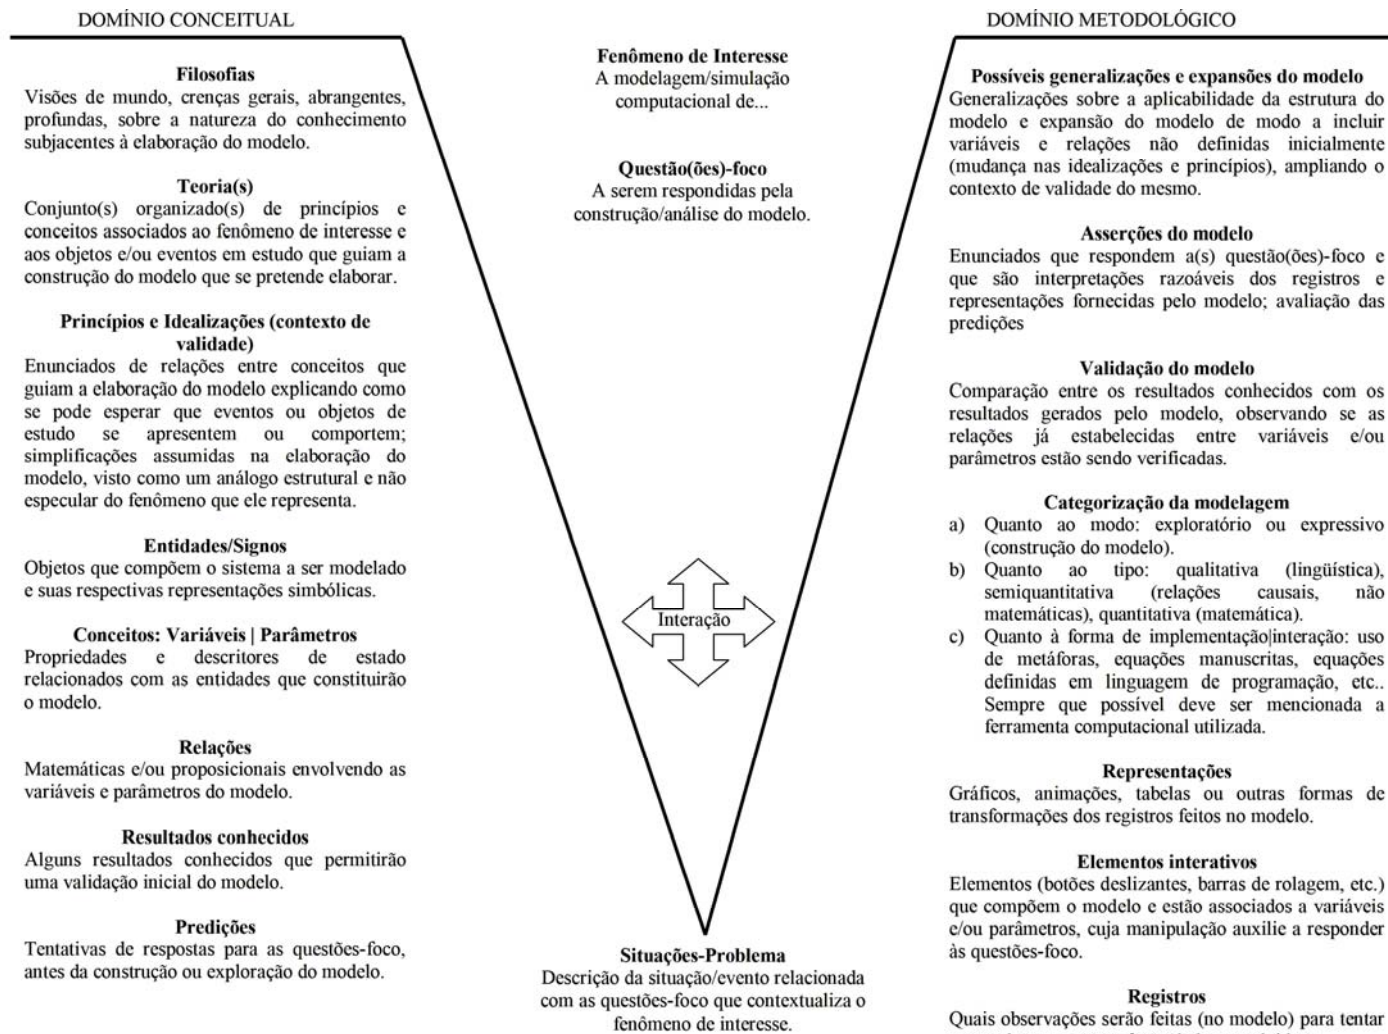 DOMÍNIO CONCEITUAL
Filosofias
Visões de mundo, crenças gerais, abrangentes,
profundas, sobre a natureza do conhecimento
subjacentes à elaboração do modelo.
Teoria(s)
Conjunto(s) organizado(s) de princípios e
conceitos associados ao fenômeno de interesse e
aos objetos e/ou eventos em estudo que guiam a
construção do modelo que se pretende elaborar.
Princípios e Idealizações (contexto de
validade)
Enunciados de relações entre conceitos que
guiam a elaboração do modelo explicando como
se pode esperar que eventos ou objetos de
estudo se apresentem ou comportem;
simplificações assumidas na elaboração do
modelo, visto como um análogo estrutural e não
especular do fenômeno que ele representa.
Entidades/Signos
Objetos que compõem o sistema a ser modelado
e suas respectivas representações simbólicas.
Conceitos: Variáveis | Parâmetros
Propriedades e descritores de estado
relacionados com as entidades que constituirão
o modelo.
Relações
Matemáticas e/ou proposicionais envolvendo as
variáveis e parâmetros do modelo.
Resultados conhecidos
Alguns resultados conhecidos que permitirão
uma validação inicial do modelo.
Predições
Tentativas de respostas para as questões-foco,
antes da construção ou exploração do modelo.
Fenômeno de Interesse
A modelagem/simulação
computacional de...
Questão(ões)-foco
A serem respondidas pela
construção/análise do modelo.
Interação
Situações-Problema
Descrição da situação/evento relacionada
com as questões-foco que contextualiza o
fenômeno de interesse.
DOMÍNIO METODOLÓGICO
Possíveis generalizações e expansões do modelo
Generalizações sobre a aplicabilidade da estrutura do
modelo e expansão do modelo de modo a incluir
variáveis e relações não definidas inicialmente
(mudança nas idealizações e princípios), ampliando o
contexto de validade do mesmo.
Asserções do modelo
Enunciados que respondem a(s) questão(ões)-foco e
que são interpretações razoáveis dos registros e
representações fornecidas pelo modelo; avaliação das
predições
Validação do modelo
Comparação entre os resultados conhecidos com os
resultados gerados pelo modelo, observando se as
relações já estabelecidas entre variáveis e/ou
parâmetros estão sendo verificadas.
Categorização da modelagem
a) Quanto ao modo: exploratório ou expressivo
(construção do modelo).
b) Quanto ao tipo: qualitativa (lingüística),
semiquantitativa (relações causais, não
matemáticas), quantitativa (matemática).
c) Quanto à forma de implementação|interação: uso
de metáforas, equações manuscritas, equações
definidas em linguagem de programação, etc..
Sempre que possível deve ser mencionada a
ferramenta computacional utilizada.
Representações
Gráficos, animações, tabelas ou outras formas de
transformações dos registros feitos no modelo.
Elementos interativos
Elementos (botões deslizantes, barras de rolagem, etc.)
que compõem o modelo e estão associados a variáveis
e/ou parâmetros, cuja manipulação auxilie a responder
às questões-foco.
Registros
Quais observações serão feitas (no modelo) para tentar